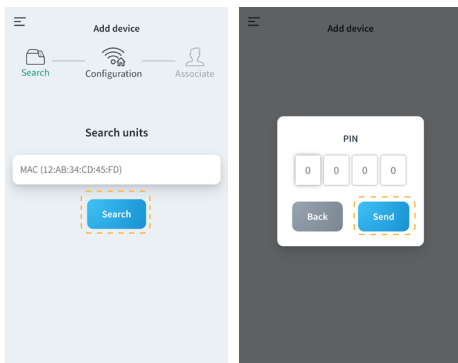 Add device
Search
Configuration
Associate
Search units
MAC (12:AB:34:CD:45:FD)
Search
Add device
PIN
0 0 0 0
Back
Send